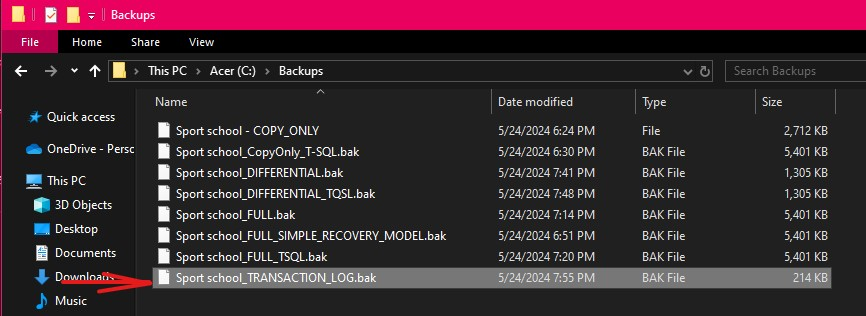 Backups
File Home Share View
This PC Acer (C:) Backups Search Backups
Name Date modified Type Size
Quick access
OneDrive - Persc
This PC
3D Objects
Desktop
Documents
Downloads
Music
Sport school - COPY_ONLY 5/24/2024 6:24 PM File 2,712 KB
Sport school_CopyOnly_T-SQL.bak 5/24/2024 6:30 PM BAK File 5,401 KB
Sport school_DIFFERENTIAL.bak 5/24/2024 7:41 PM BAK File 1,305 KB
Sport school_DIFFERENTIAL_TQSL.bak 5/24/2024 7:48 PM BAK File 1,305 KB
Sport school_FULL.bak 5/24/2024 7:14 PM BAK File 5,401 KB
Sport school_FULL_SIMPLE_RECOVERY_MODEL.bak 5/24/2024 6:51 PM BAK File 5,401 KB
Sport school_FULL_TSQL.bak 5/24/2024 7:20 PM BAK File 5,401 KB
Sport school_TRANSACTION_LOG.bak 5/24/2024 7:55 PM BAK File 214 KB